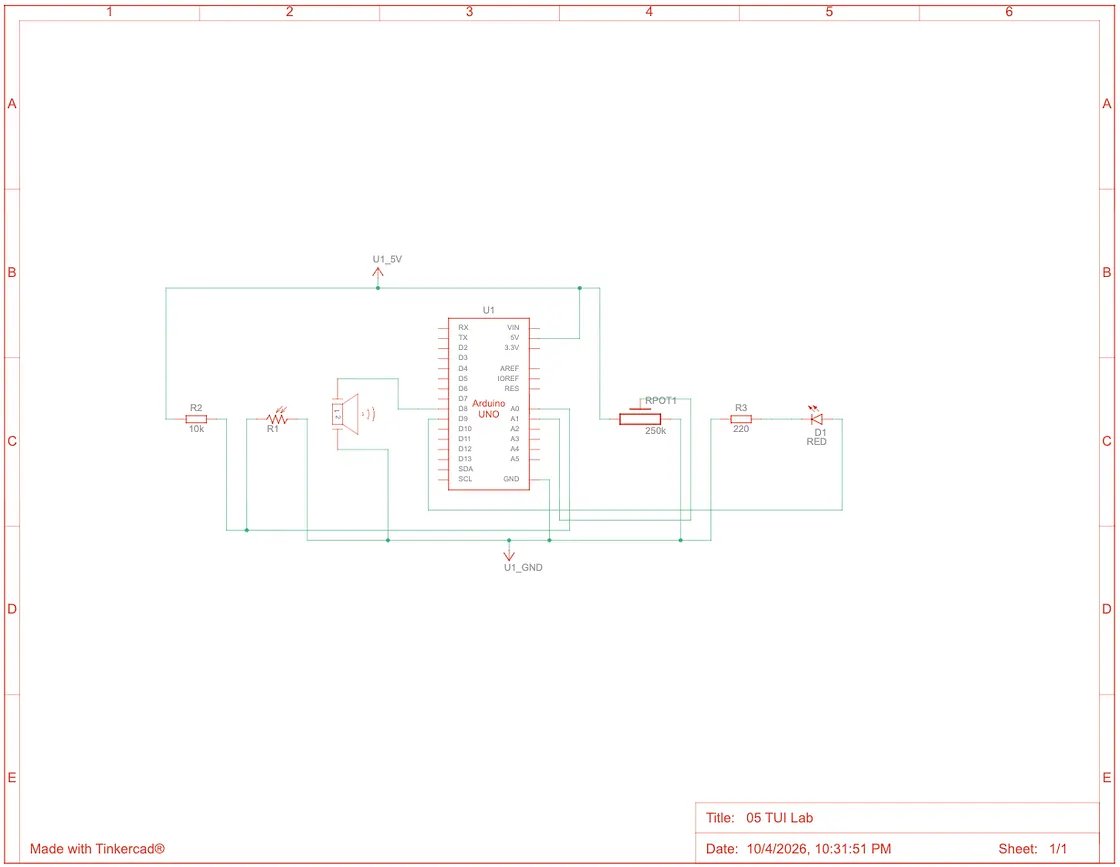 1 2 3 4 5 6
A A
B B
C C
D D
E E
U1_5V
U1
RX VIN
TX 5V
D2 3.3V
D3
D4 AREF
D5 IOREF
D6 RES
D7
D8 A0
D9 A1
D10 A2
D11 A3
D12 A4
D13 A5
SDA
SCL GND
Arduino
UNO
R2
10k
R1
1 2
RPOT1
250k
R3
220
D1
RED
U1_GND
Title: 05 TUI Lab
Date: 10/4/2026, 10:31:51 PM Sheet: 1/1
Made with Tinkercad®